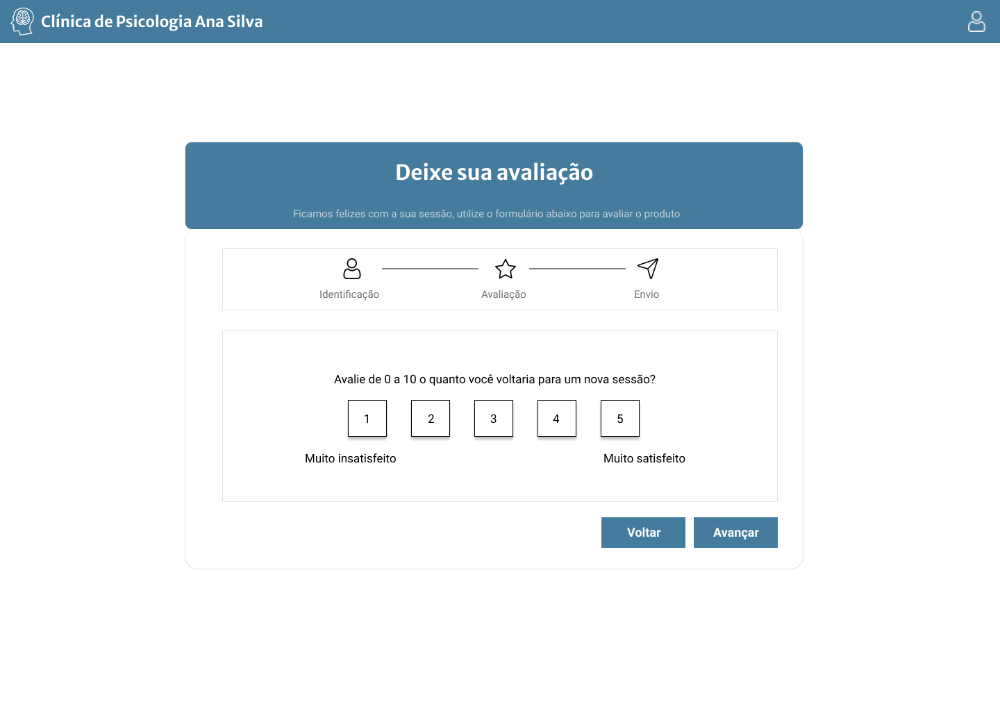 Clínica de Psicologia Ana Silva
Deixe sua avaliação
Ficamos felizes com a sua sessão, utilize o formulário abaixo para avaliar o produto
Identificação
Avaliação
Envio
Avalie de 0 a 10 o quanto você voltaria para um nova sessão?
1 2 3 4 5
Muito insatisfeito
Muito satisfeito
Voltar
Avançar